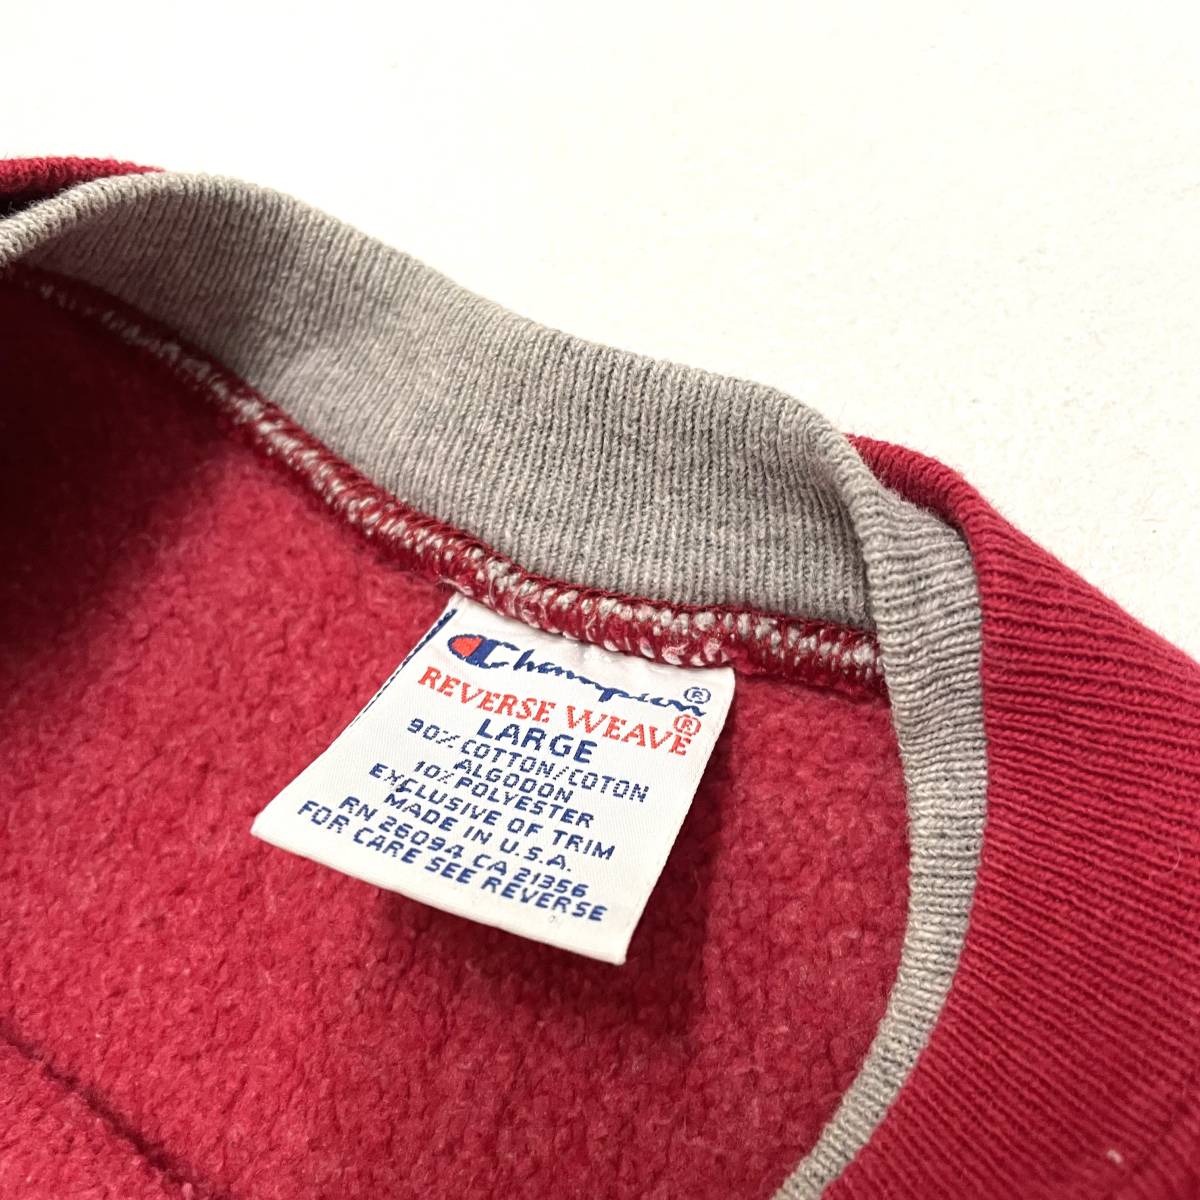 Champion®
REVERSE WEAVE®
LARGE
90% COTTON/COTON
ALGODON
10% POLYESTER
EXCLUSIVE OF TRIM
MADE IN U.S.A.
RN 26094 CA 21356
FOR CARE SEE REVERSE